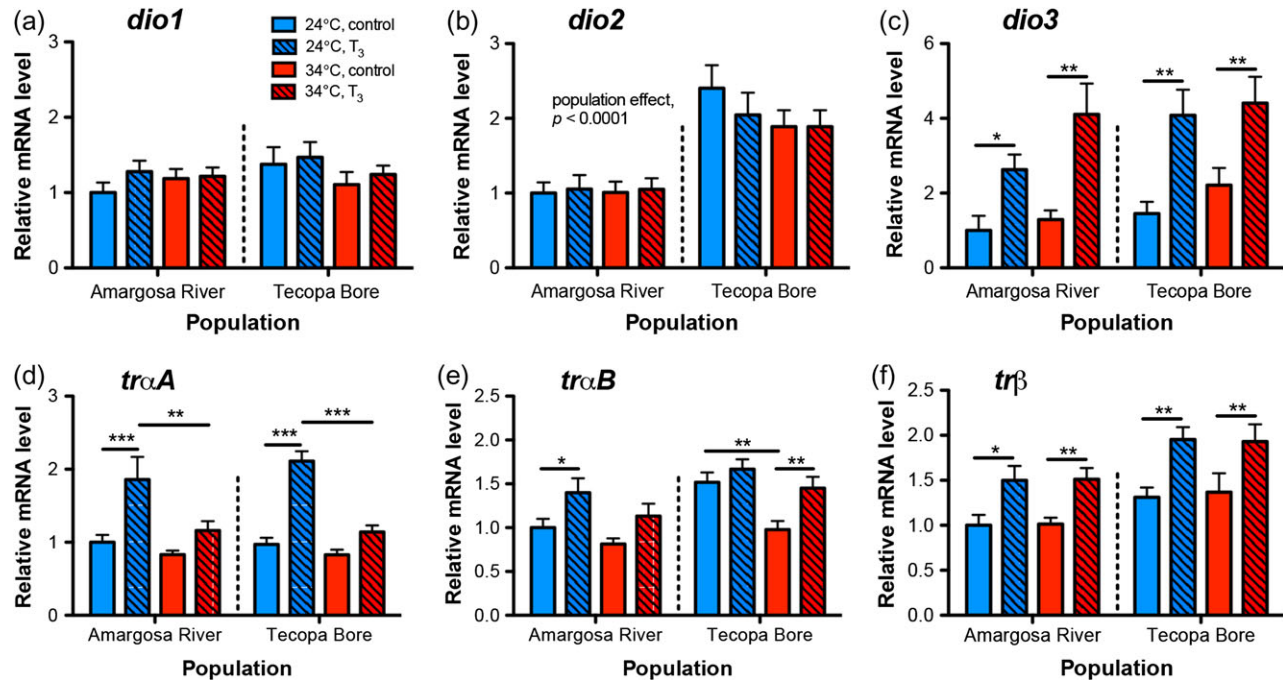 (a) dio1
24°C, control
24°C, T3
34°C, control
34°C, T3
Relative mRNA level
3
2
1
0
Amargosa River Tecopa Bore
Population
(b) dio2
population effect,
p < 0.0001
Relative mRNA level
3
2
1
0
Amargosa River Tecopa Bore
Population
(c) dio3
Relative mRNA level
6
4
2
0
* ** ** **
Amargosa River Tecopa Bore
Population
(d) trαA
Relative mRNA level
3
2
1
0
*** ** *** ***
Amargosa River Tecopa Bore
Population
(e) trαB
Relative mRNA level
2.5
2.0
1.5
1.0
0.5
0.0
* ** **
Amargosa River Tecopa Bore
Population
(f) trβ
Relative mRNA level
2.5
2.0
1.5
1.0
0.5
0.0
* ** ** **
Amargosa River Tecopa Bore
Population